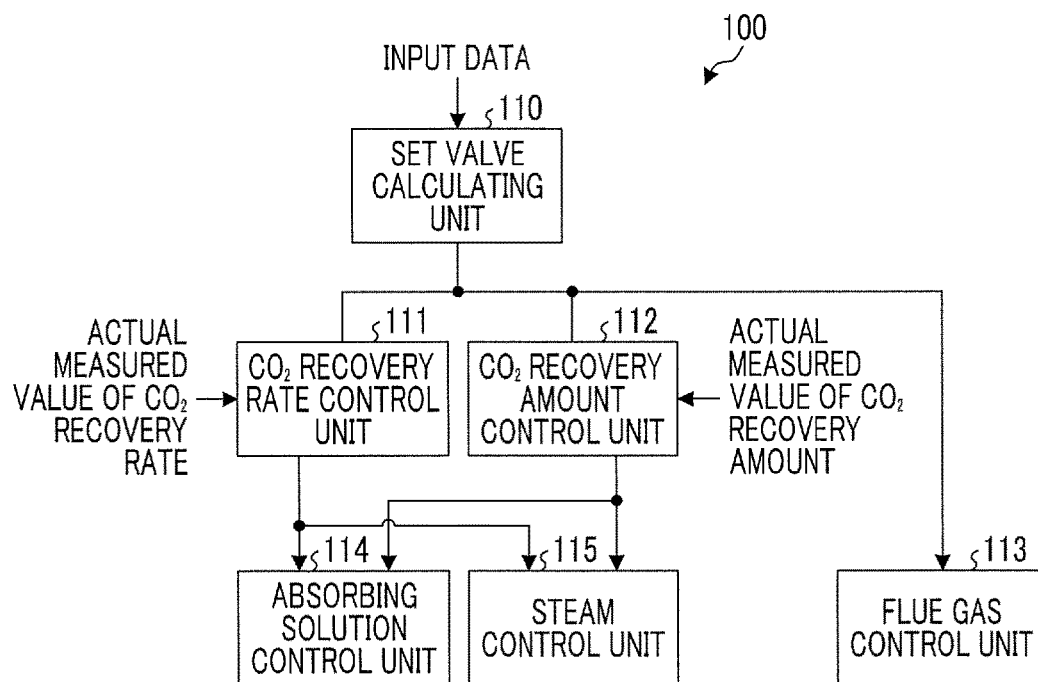 100
INPUT DATA
110
SET VALVE
CALCULATING
UNIT
111
112
ACTUAL
MEASURED
VALUE OF CO₂
RECOVERY
RATE
CO₂ RECOVERY
RATE CONTROL
UNIT
CO₂ RECOVERY
AMOUNT
CONTROL UNIT
ACTUAL
MEASURED
VALUE OF CO₂
RECOVERY
AMOUNT
114
115
113
ABSORBING
SOLUTION
CONTROL UNIT
STEAM
CONTROL UNIT
FLUE GAS
CONTROL UNIT